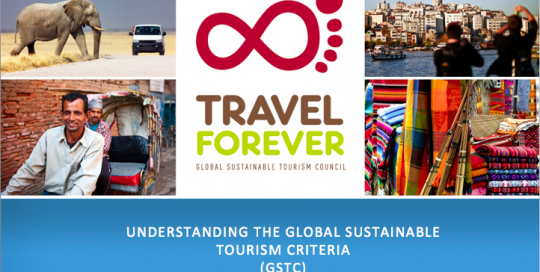 TRAVEL
FOREVER
GLOBAL SUSTAINABLE TOURISM COUNCIL
UNDERSTANDING THE GLOBAL SUSTAINABLE
TOURISM CRITERIA
(GSTC)